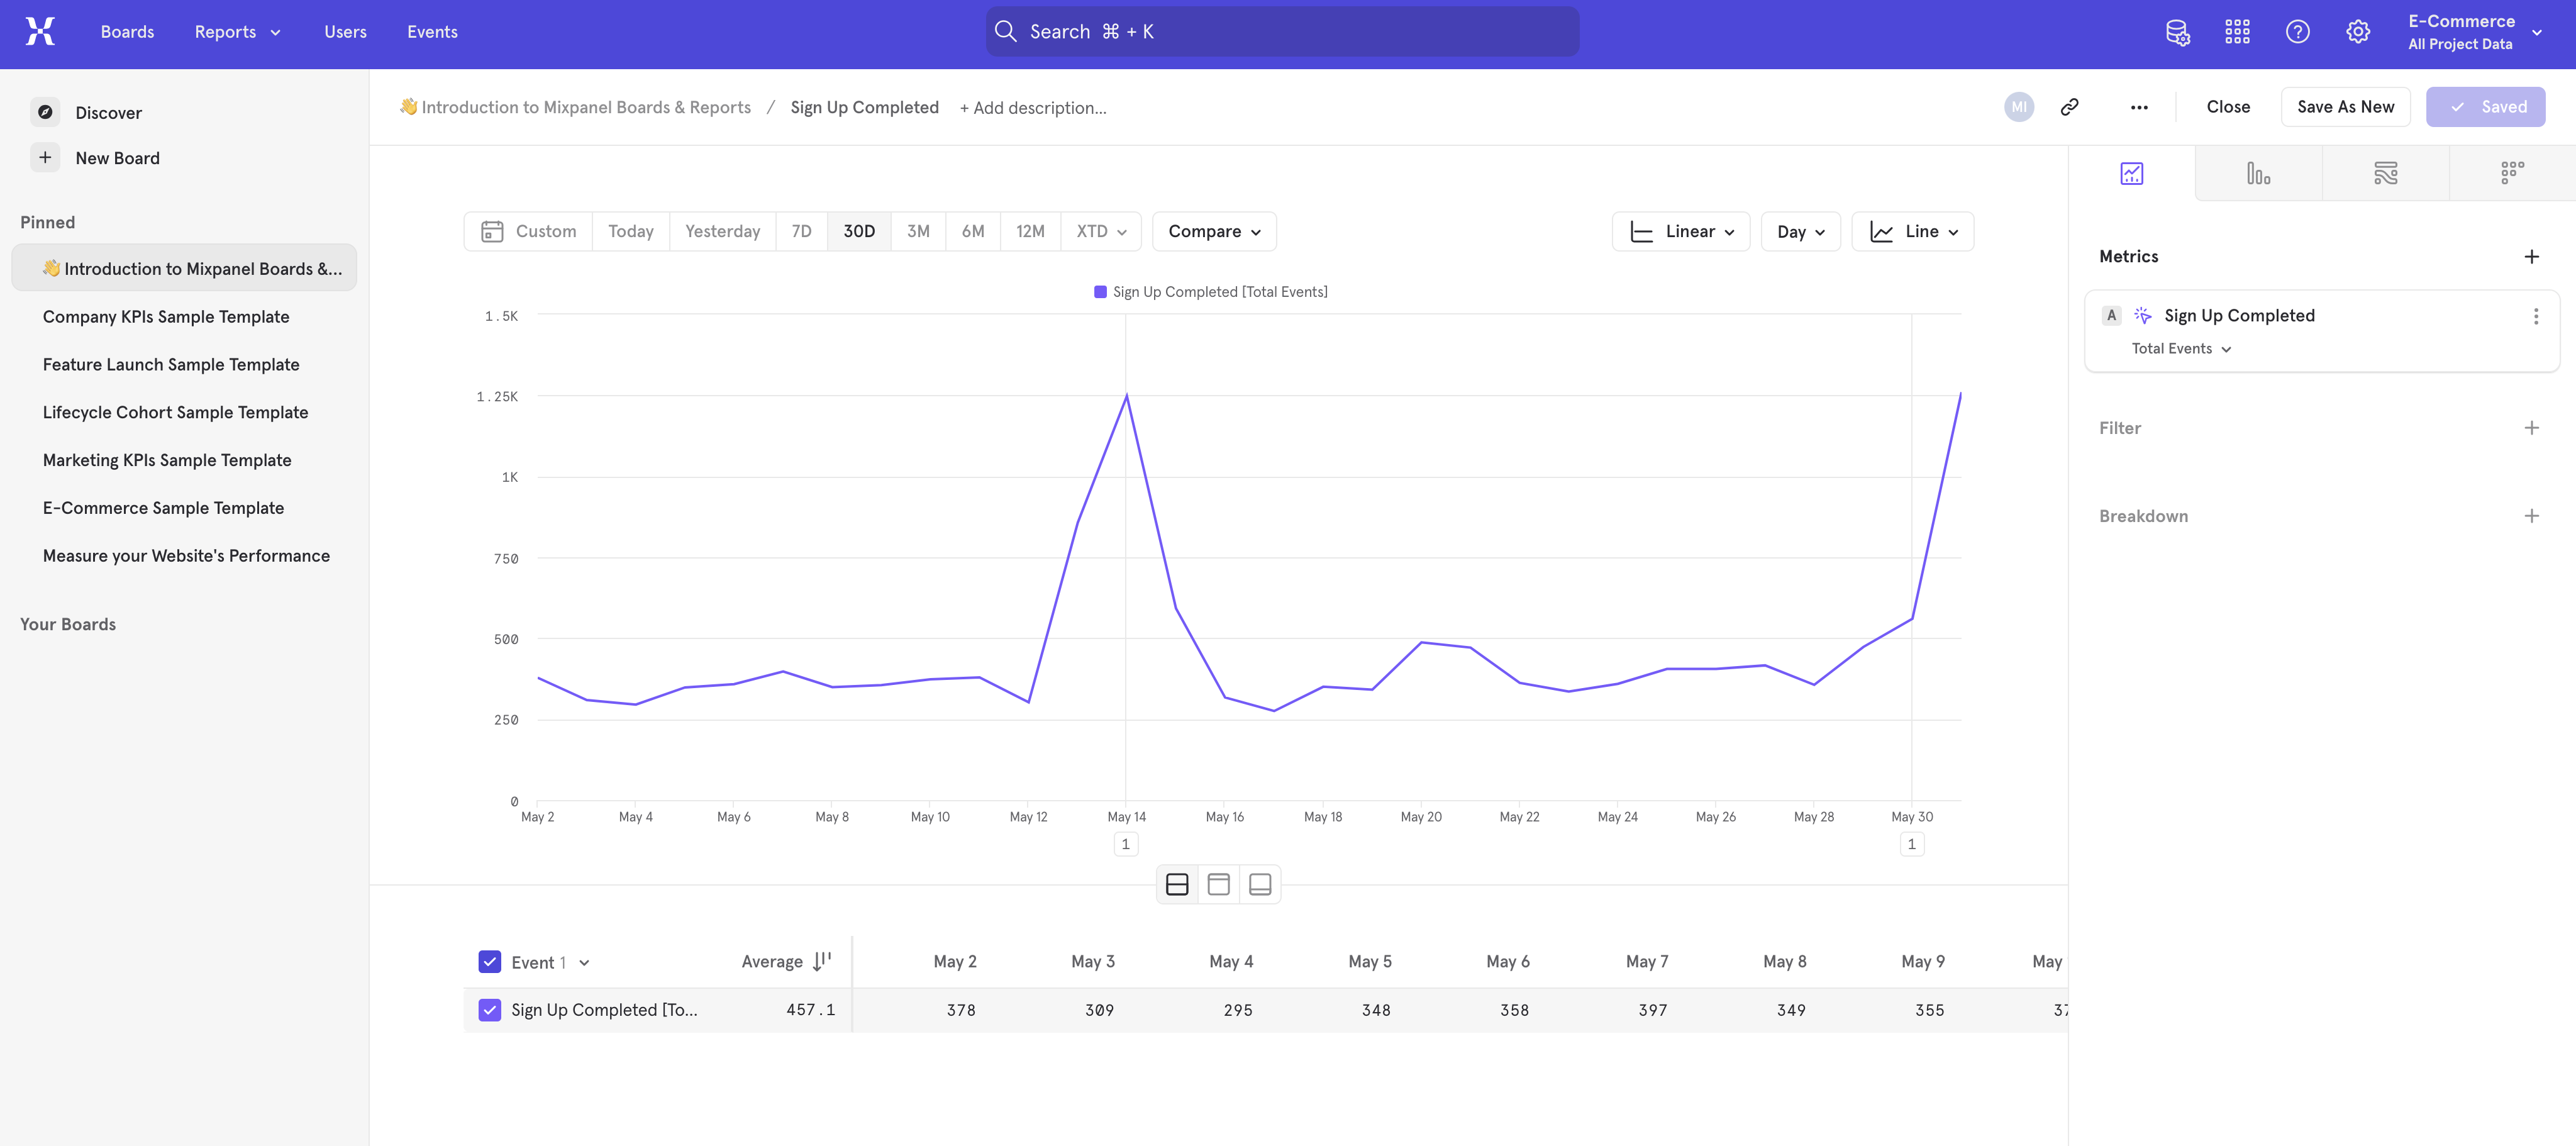 Boards Reports Users Events Search ⌘ + K E-Commerce
All Project Data
Discover
New Board
Pinned
👋 Introduction to Mixpanel Boards &...
Company KPIs Sample Template
Feature Launch Sample Template
Lifecycle Cohort Sample Template
Marketing KPIs Sample Template
E-Commerce Sample Template
Measure your Website's Performance
Your Boards
👋 Introduction to Mixpanel Boards & Reports / Sign Up Completed + Add description...
MI Close Save As New Saved
Custom Today Yesterday 7D 30D 3M 6M 12M XTD Compare Linear Day Line
Sign Up Completed [Total Events]
1.5K
1.25K
1K
750
500
250
0
May 2 May 4 May 6 May 8 May 10 May 12 May 14 May 16 May 18 May 20 May 22 May 24 May 26 May 28 May 30
1 1
Event 1 Average May 2 May 3 May 4 May 5 May 6 May 7 May 8 May 9 May
Sign Up Completed [To... 457.1 378 309 295 348 358 397 349 355 37
Metrics
A Sign Up Completed
Total Events
Filter
Breakdown